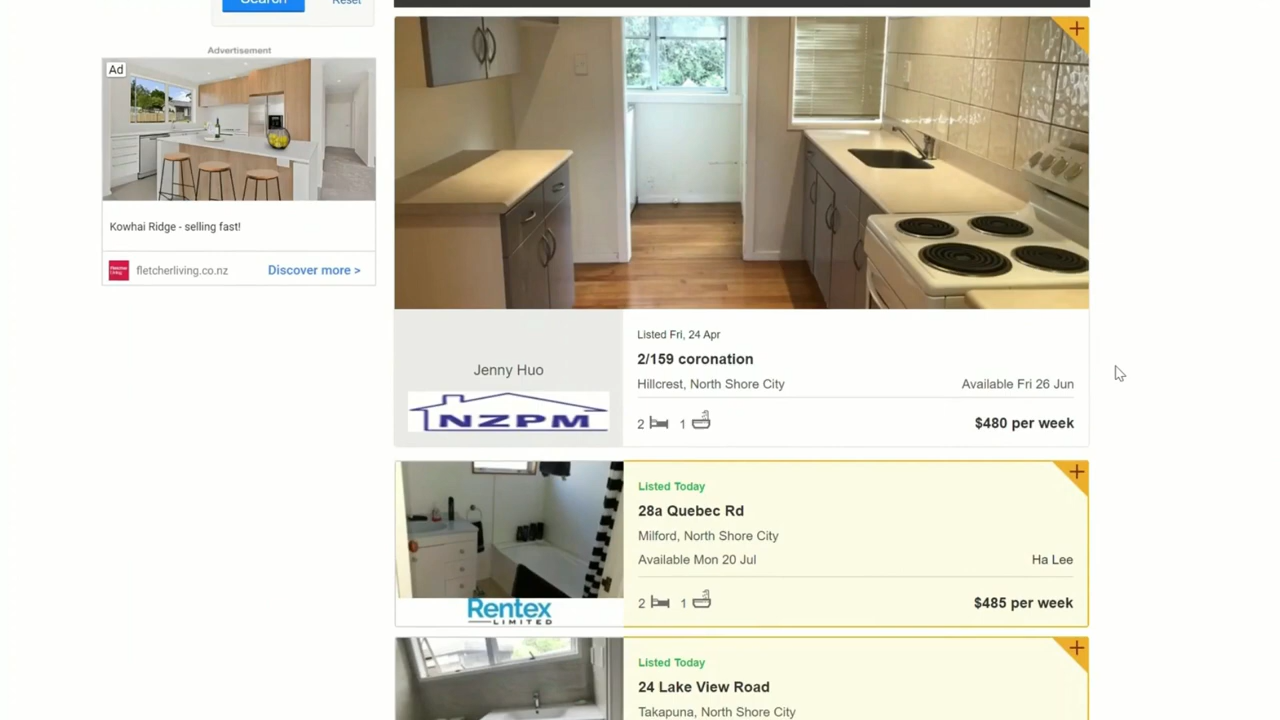 Search
Reset
Advertisement
Ad
Kowhai Ridge - selling fast!
fletcherliving.co.nz
Discover more >
Jenny Huo
NZPM
Listed Fri, 24 Apr
2/159 coronation
Hillcrest, North Shore City
Available Fri 26 Jun
2 1
$480 per week
Rentex
LIMITED
Listed Today
28a Quebec Rd
Milford, North Shore City
Available Mon 20 Jul
Ha Lee
2 1
$485 per week
Listed Today
24 Lake View Road
Takapuna, North Shore City